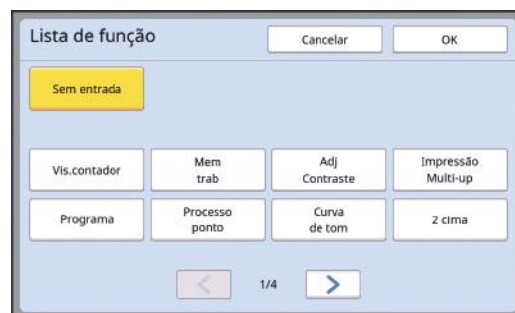 Lista de função
Cancelar
OK
Sem entrada
Vis.contador
Mem
trab
Adj
Contraste
Impressão
Multi-up
Programa
Processo
ponto
Curva
de tom
2 cima
1/4